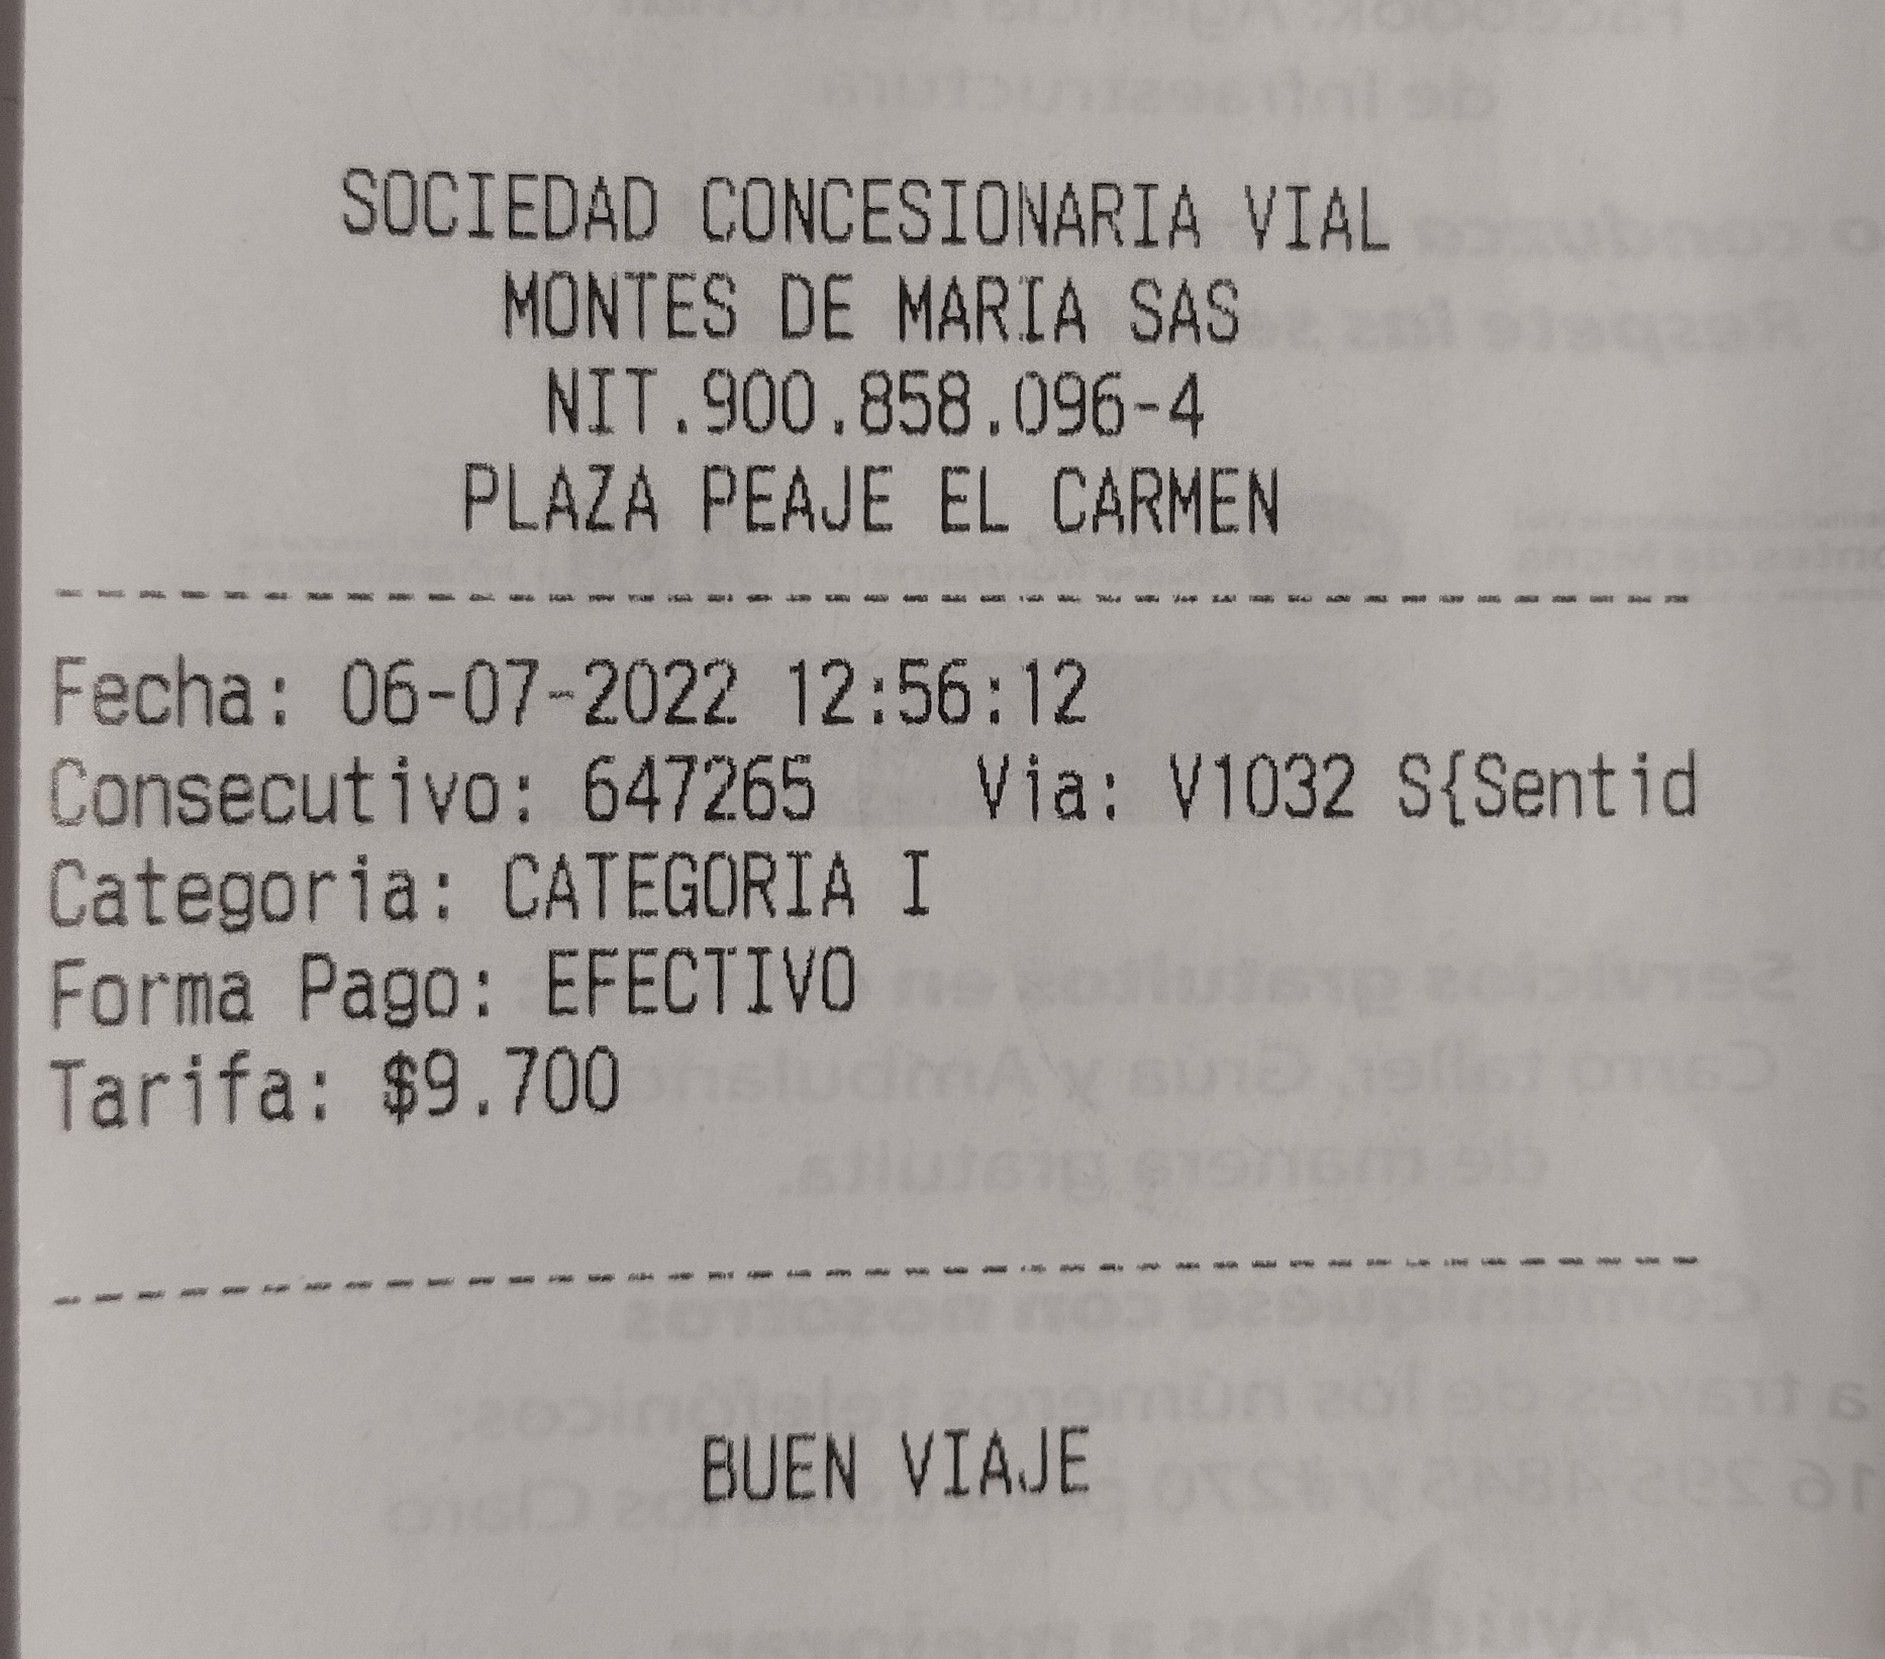 SOCIEDAD CONCESIONARIA VIAL
MONTES DE MARIA SAS
NIT.900.858.096-4
PLAZA PEAJE EL CARMEN
------------------------------------------
Fecha: 06-07-2022 12:56:12
Consecutivo: 647265    Via: V1032 S{Sentid
Categoria: CATEGORIA I
Forma Pago: EFECTIVO
Tarifa: $9.700
------------------------------------------
BUEN VIAJE